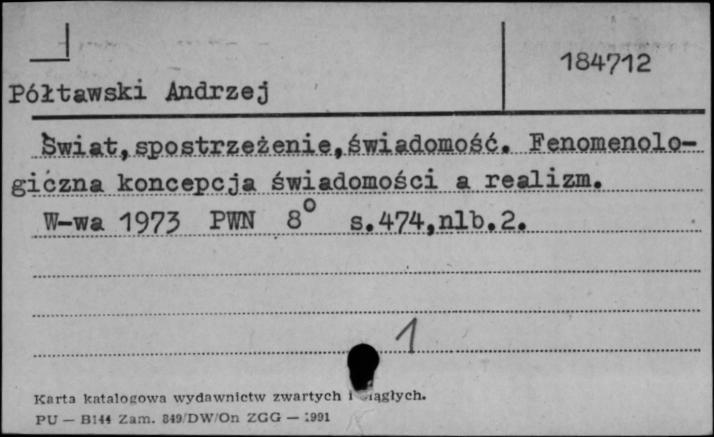 184712
Półtawski Andrzej
Świat,spostrzeżenie,świadomość. Fenomenolo-
giczna koncepcja świadomości a realizm.
W-wa 1973 PWN 8° s.474,nlb.2.
1
Karta katalogowa wydawnictw zwartych i
PU — B144 Zam. 849/DW/On ZGG — 1991